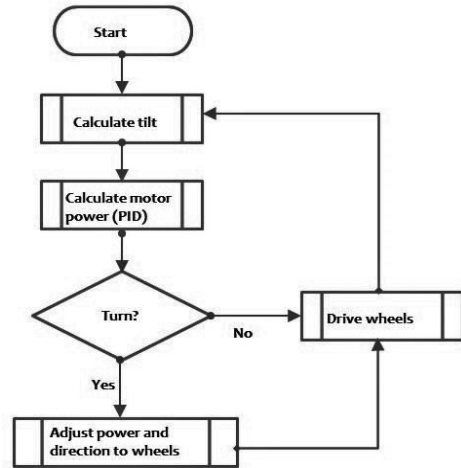 Start
Calculate tilt
Calculate motor
power (PID)
Turn?
No
Drive wheels
Yes
Adjust power and
direction to wheels